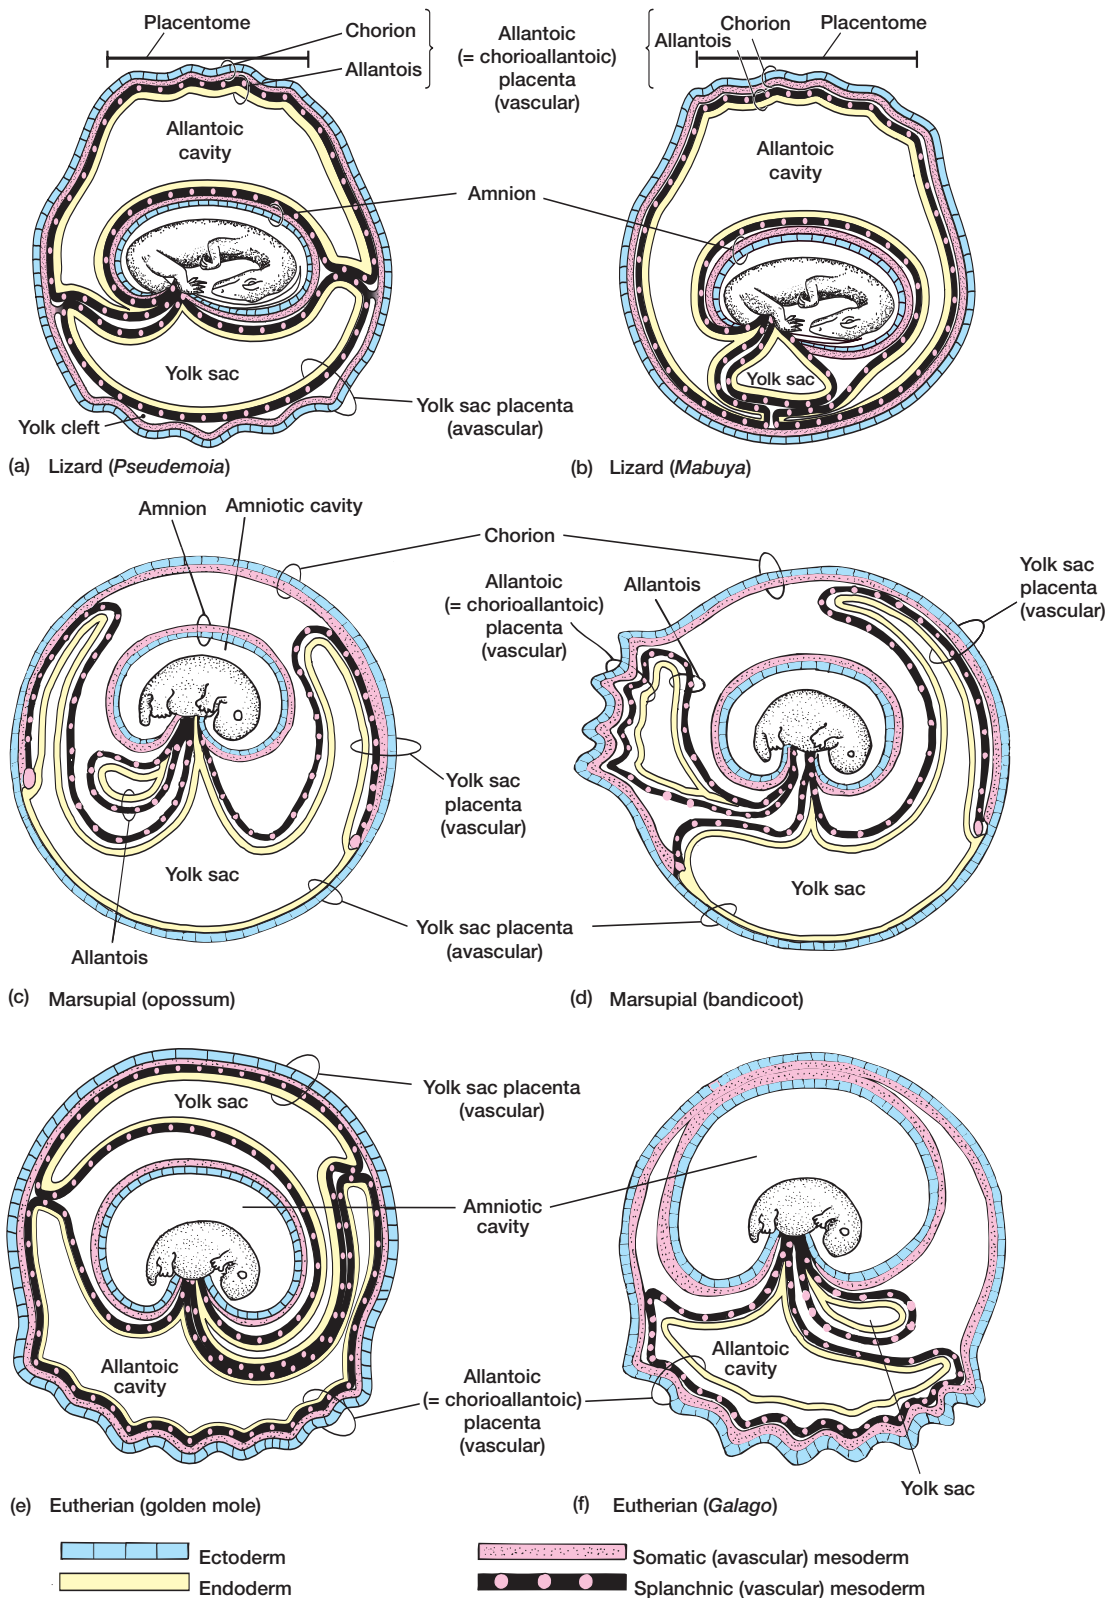 Placentome
Chorion
Allantois
Allantoic
(= chorioallantoic)
placenta
(vascular)
Chorion
Allantois
Placentome
Allantoic
cavity
Allantoic
cavity
Amnion
Yolk sac
Yolk sac
Yolk cleft
Yolk sac placenta
(avascular)
(a) Lizard (Pseudemoia)
(b) Lizard (Mabuya)
Amnion
Amniotic cavity
Chorion
Allantoic
(= chorioallantoic)
placenta
(vascular)
Allantois
Yolk sac
placenta
(vascular)
Yolk sac
placenta
(vascular)
Yolk sac
Yolk sac
Yolk sac placenta
(avascular)
Allantois
(c) Marsupial (opossum)
(d) Marsupial (bandicoot)
Yolk sac placenta
(vascular)
Yolk sac
Amniotic
cavity
Allantoic
cavity
Allantoic
cavity
Allantoic
(= chorioallantoic)
placenta
(vascular)
Yolk sac
(e) Eutherian (golden mole)
(f) Eutherian (Galago)
Ectoderm
Endoderm
Somatic (avascular) mesoderm
Splanchnic (vascular) mesoderm